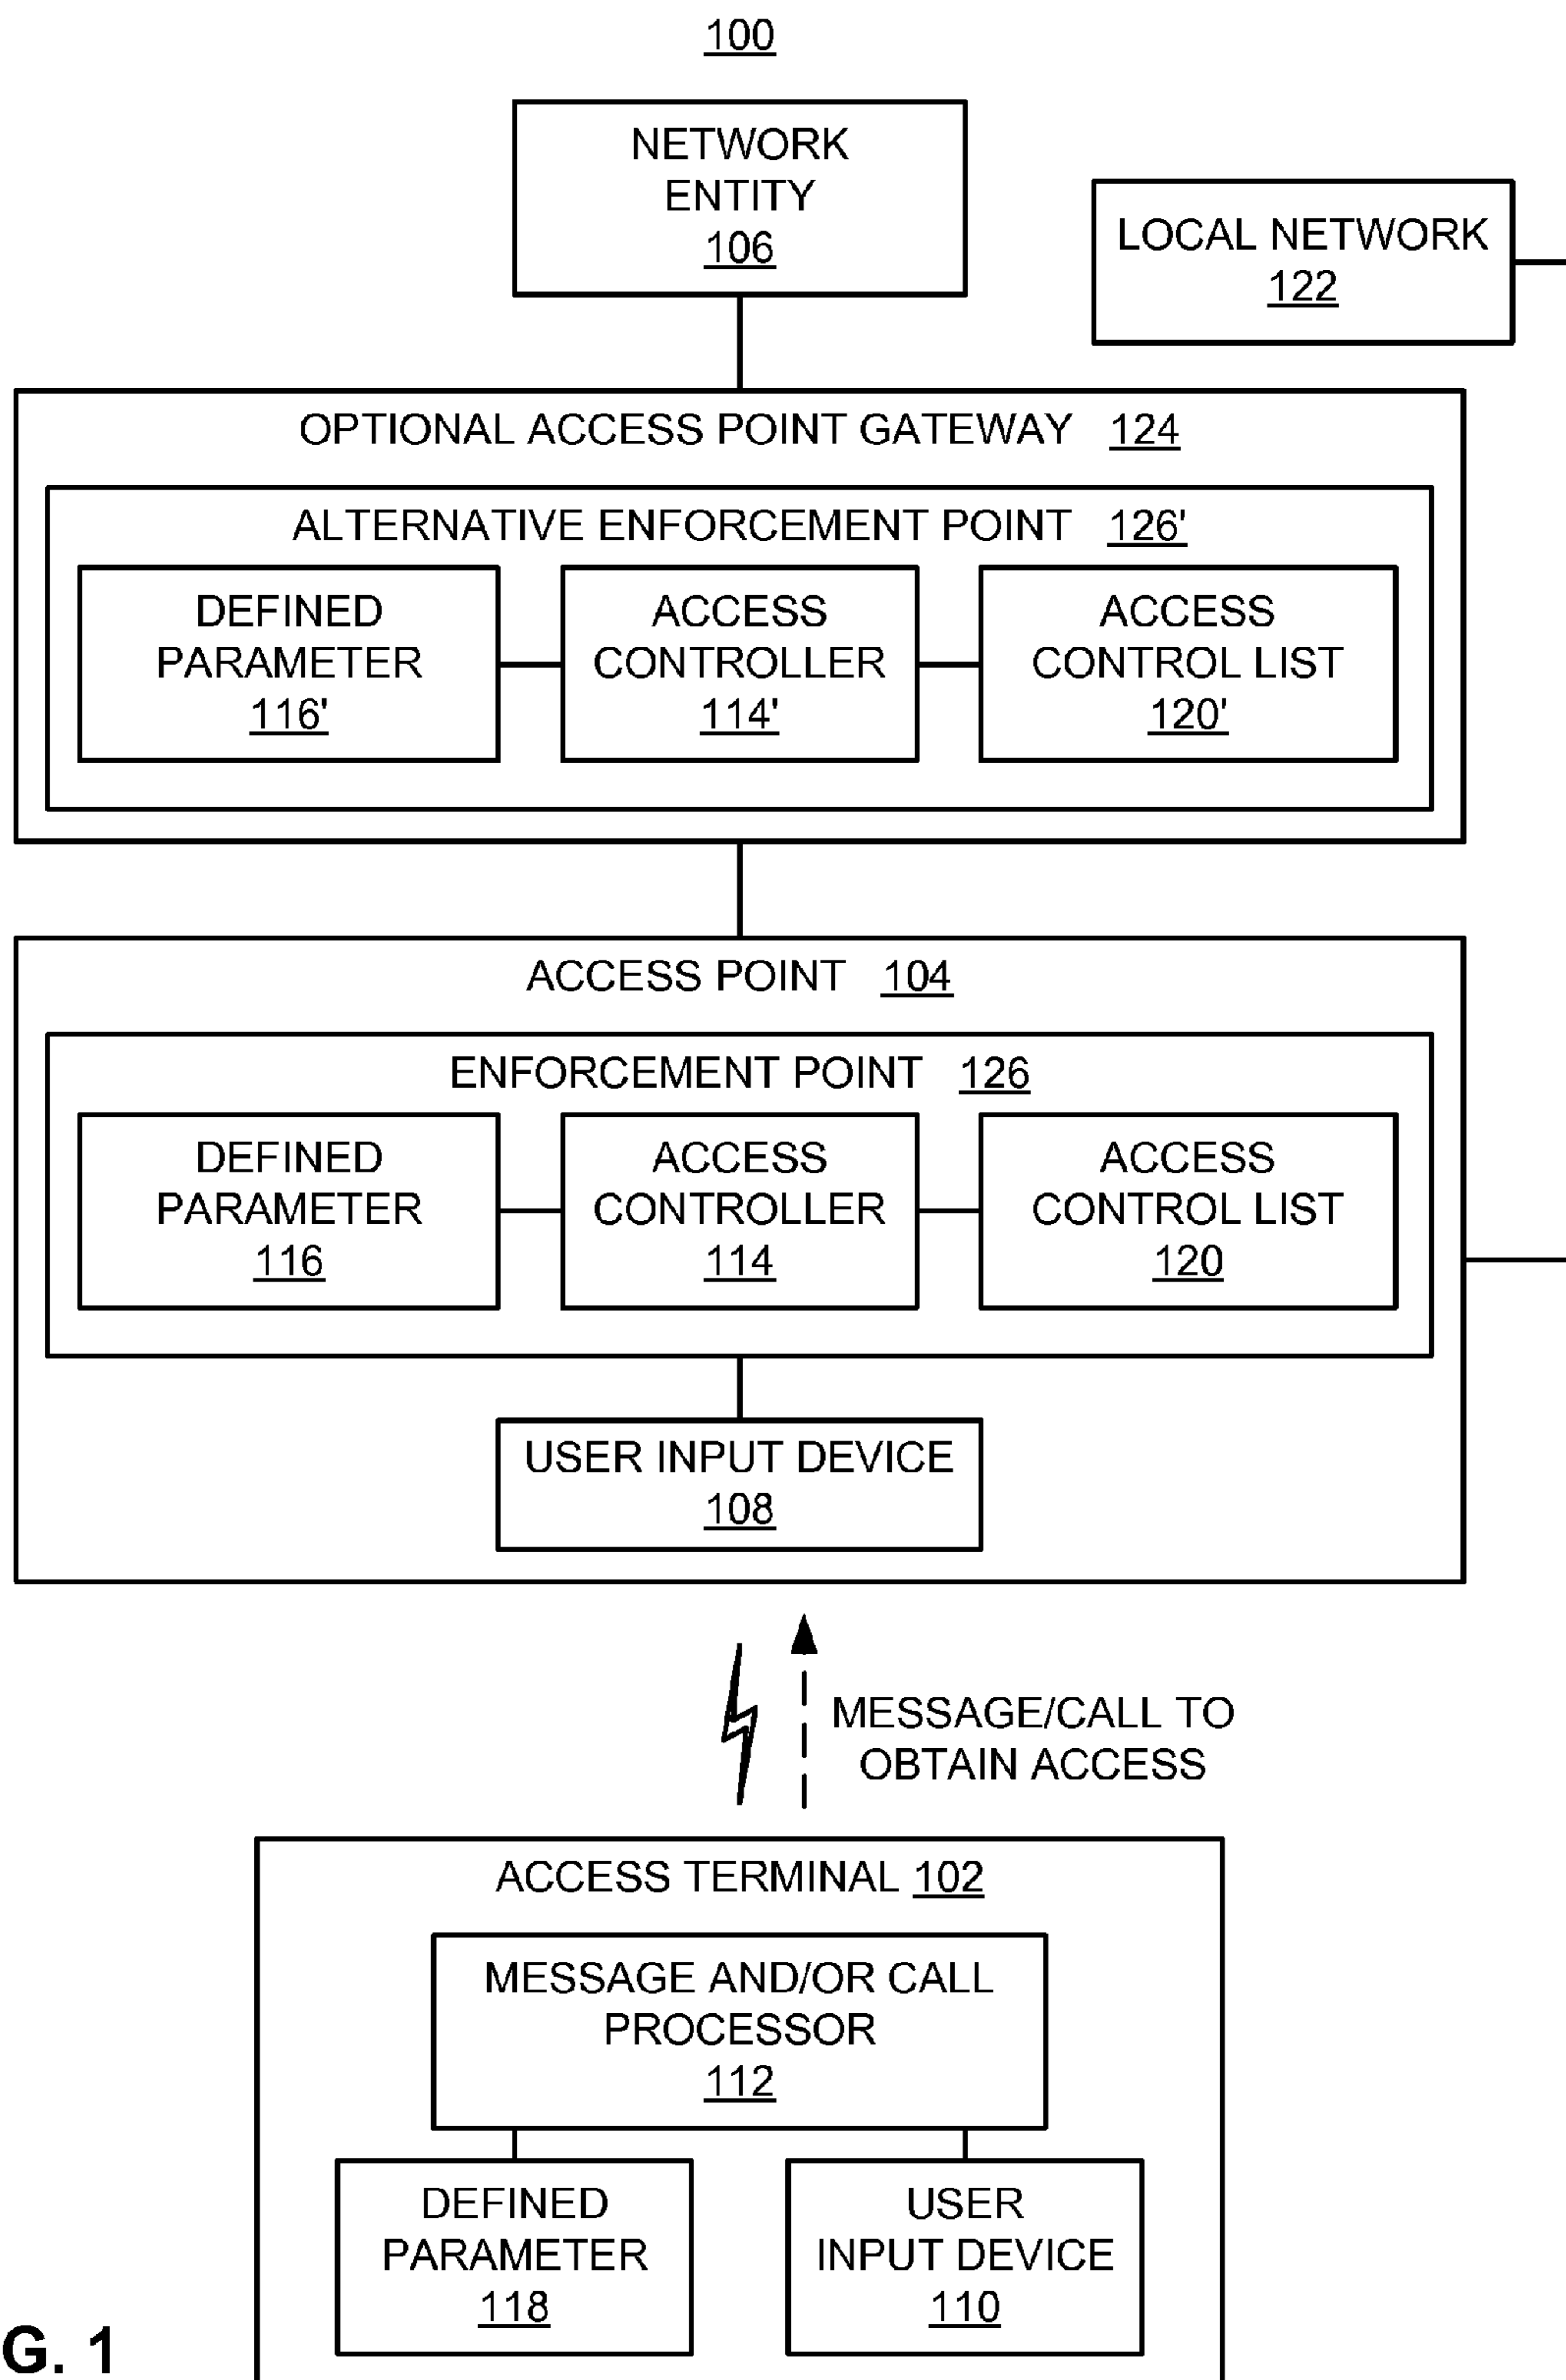 100
NETWORK
ENTITY
106
LOCAL NETWORK
122
OPTIONAL ACCESS POINT GATEWAY 124
ALTERNATIVE ENFORCEMENT POINT 126'
DEFINED
PARAMETER
116'
ACCESS
CONTROLLER
114'
ACCESS
CONTROL LIST
120'
ACCESS POINT 104
ENFORCEMENT POINT 126
DEFINED
PARAMETER
116
ACCESS
CONTROLLER
114
ACCESS
CONTROL LIST
120
USER INPUT DEVICE
108
MESSAGE/CALL TO
OBTAIN ACCESS
ACCESS TERMINAL 102
MESSAGE AND/OR CALL
PROCESSOR
112
DEFINED
PARAMETER
118
USER
INPUT DEVICE
110
G. 1